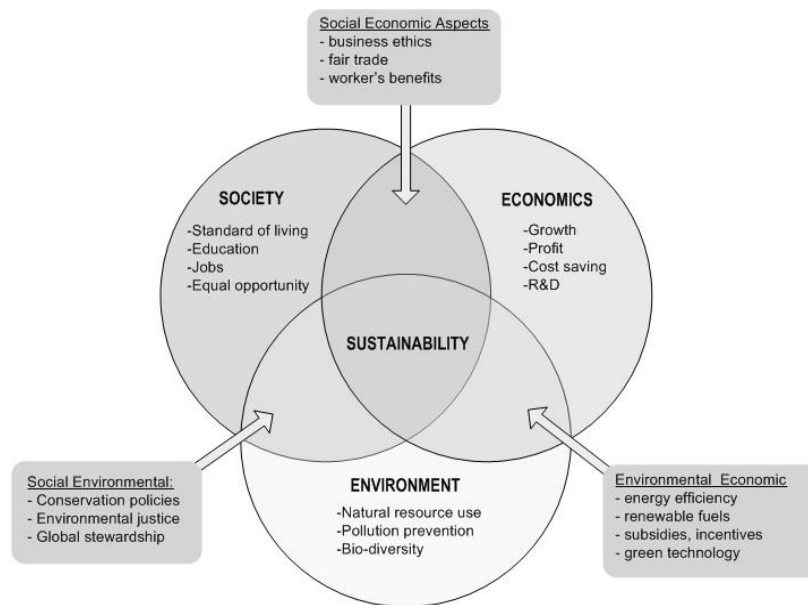 Social Economic Aspects
- business ethics
- fair trade
- worker's benefits
SOCIETY
-Standard of living
-Education
-Jobs
-Equal opportunity
ECONOMICS
-Growth
-Profit
-Cost saving
-R&D
SUSTAINABILITY
Social Environmental:
- Conservation policies
- Environmental justice
- Global stewardship
ENVIRONMENT
-Natural resource use
-Pollution prevention
-Bio-diversity
Environmental Economic
- energy efficiency
- renewable fuels
- subsidies, incentives
- green technology